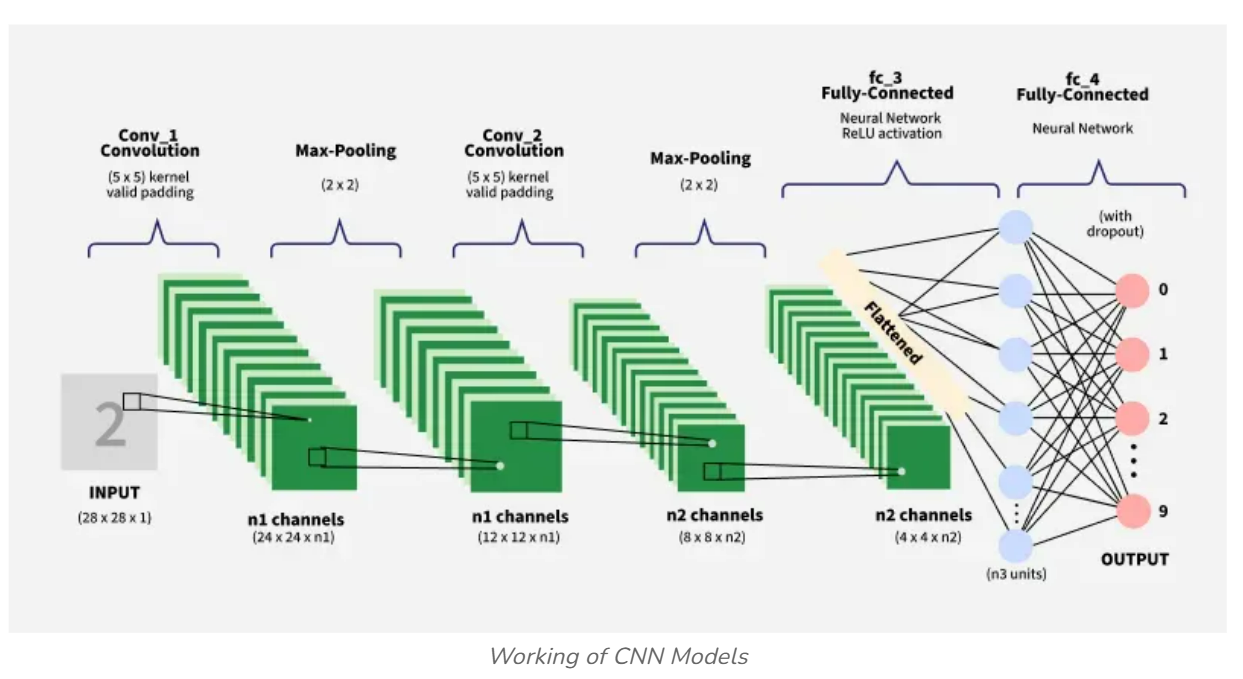 Conv_1
Convolution
(5 x 5) kernel
valid padding
Max-Pooling
(2 x 2)
Conv_2
Convolution
(5 x 5) kernel
valid padding
Max-Pooling
(2 x 2)
fc_3
Fully-Connected
Neural Network
ReLU activation
fc_4
Fully-Connected
Neural Network
(with
dropout)
2
INPUT
(28 x 28 x 1)
n1 channels
(24 x 24 x n1)
n1 channels
(12 x 12 x n1)
n2 channels
(8 x 8 x n2)
n2 channels
(4 x 4 x n2)
Flattened
(n3 units)
0
1
2
9
OUTPUT
Working of CNN Models